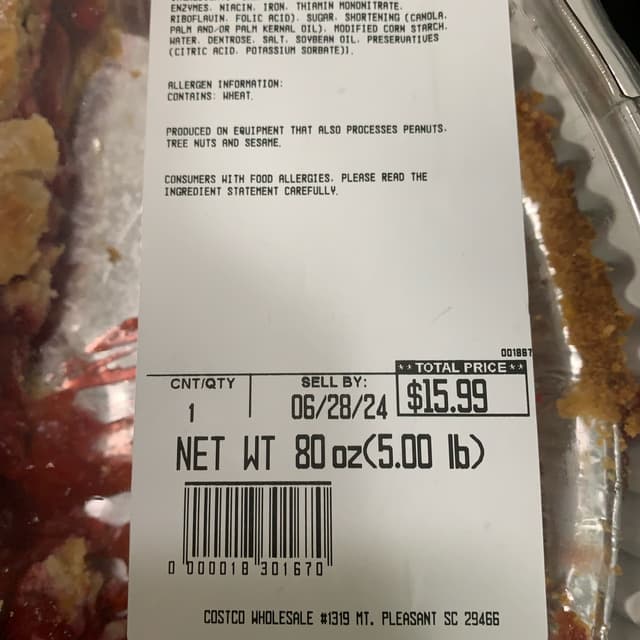 ENZYMES, NIACIN, IRON, THIAMIN MONONITRATE,
RIBOFLAVIN, FOLIC ACID), SUGAR, SHORTENING (CANOLA,
PALM AND/OR PALM KERNAL OIL), MODIFIED CORN STARCH,
WATER, DEXTROSE, SALT, SOYBEAN OIL, PRESERVATIVES
(CITRIC ACID, POTASSIUM SORBATE)].
ALLERGEN INFORMATION:
CONTAINS: WHEAT.
PRODUCED ON EQUIPMENT THAT ALSO PROCESSES PEANUTS,
TREE NUTS AND SESAME.
CONSUMERS WITH FOOD ALLERGIES, PLEASE READ THE
INGREDIENT STATEMENT CAREFULLY.
001867
CNT/QTY SELL BY: **TOTAL PRICE**
1 06/28/24 $15.99
NET WT 80 oz(5.00 lb)
0 000018 301670
COSTCO WHOLESALE #1319 MT. PLEASANT SC 29466